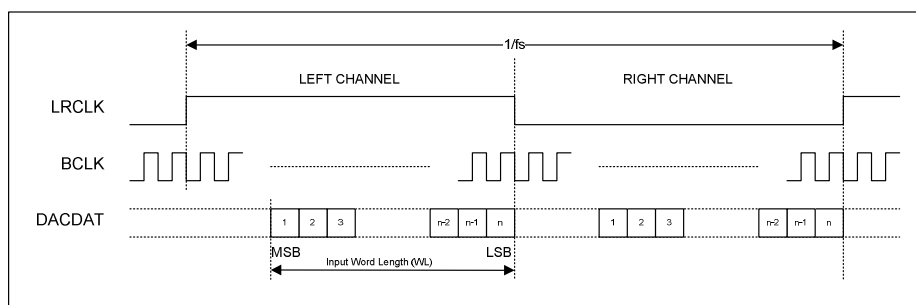 1/fs
LEFT CHANNEL RIGHT CHANNEL
LRCLK
BCLK
DACDAT 1 2 3 n-2 n-1 n 1 2 3 n-2 n-1 n
MSB LSB
Input Word Length (WL)